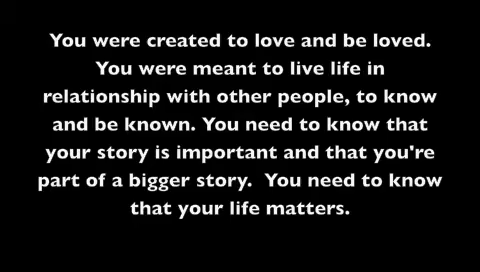 You were created to love and be loved.
You were meant to live life in
relationship with other people, to know
and be known. You need to know that
your story is important and that you're
part of a bigger story.  You need to know
that your life matters.